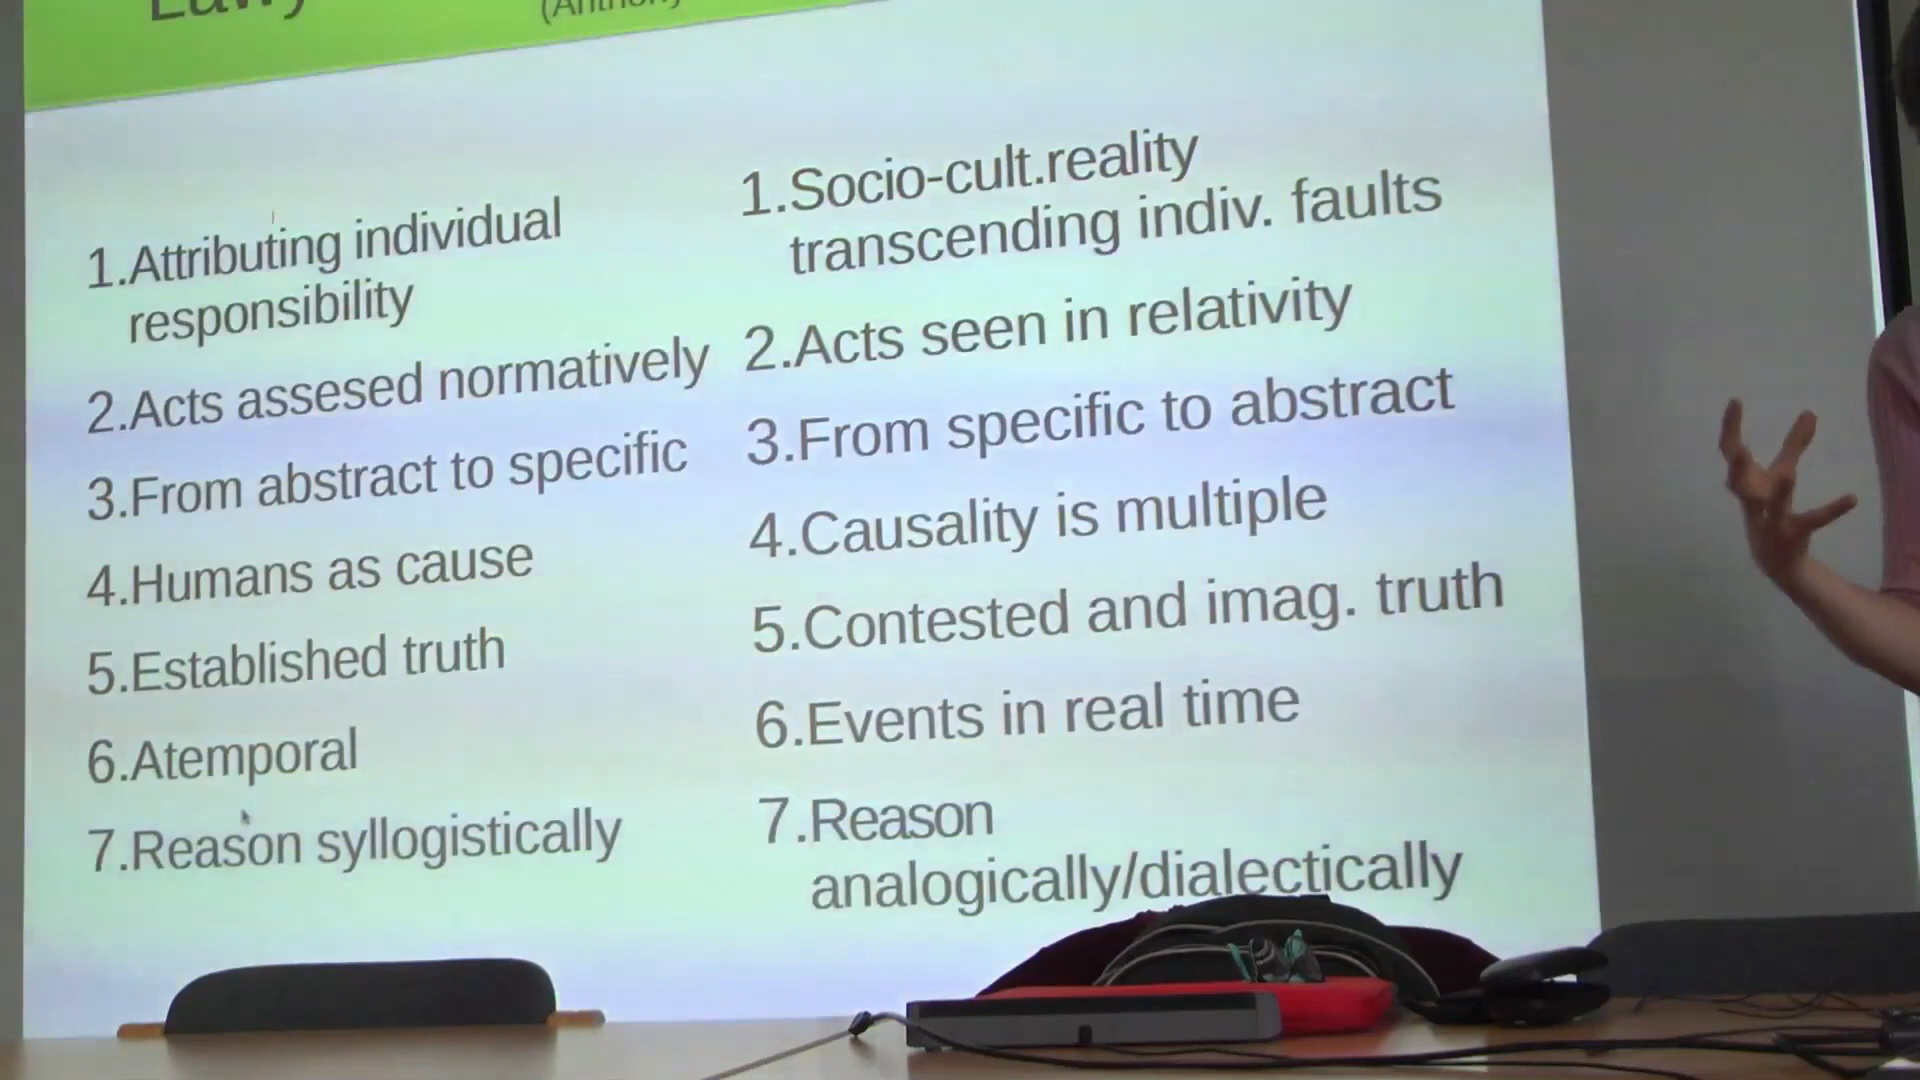 1.Attributing individual
responsibility
2.Acts assesed normatively
3.From abstract to specific
4.Humans as cause
5.Established truth
6.Atemporal
7.Reason syllogistically
1.Socio-cult.reality
transcending indiv. faults
2.Acts seen in relativity
3.From specific to abstract
4.Causality is multiple
5.Contested and imag. truth
6.Events in real time
7.Reason
analogically/dialectically